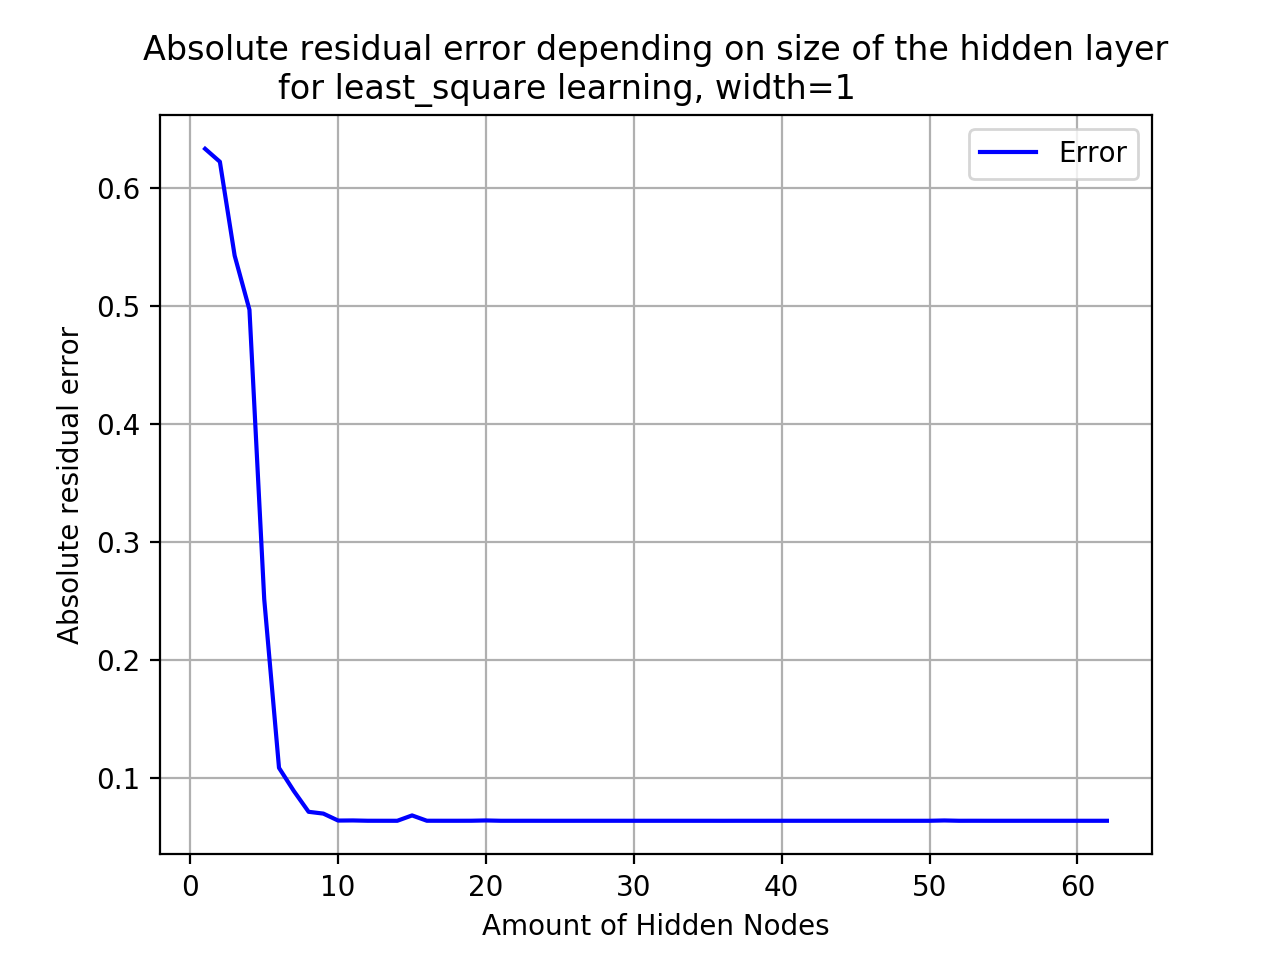 Absolute residual error depending on size of the hidden layer
for least_square learning, width=1
Error
0.6
0.5
0.4
0.3
0.2
0.1
Absolute residual error
0 10 20 30 40 50 60
Amount of Hidden Nodes